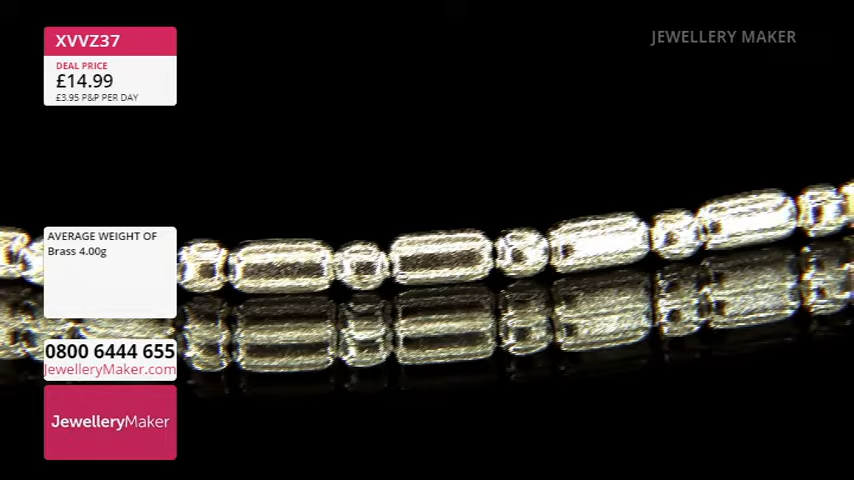 XVVZ37
JEWELLERY MAKER
DEAL PRICE
£14.99
£3.95 P&P PER DAY
AVERAGE WEIGHT OF
Brass 4.00g
0800 6444 655
JewelleryMaker.com
JewelleryMaker